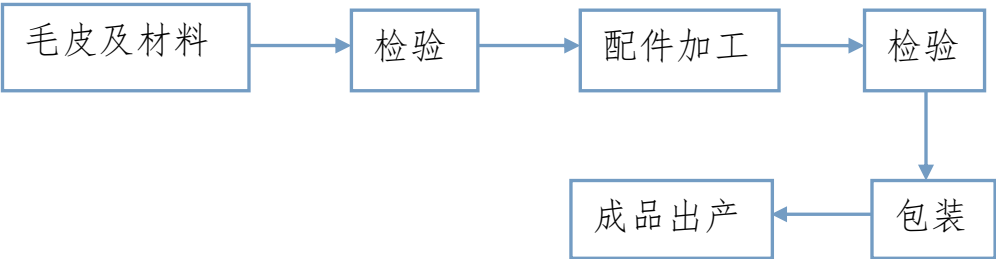 毛皮及材料
检验
配件加工
检验
包装
成品出产